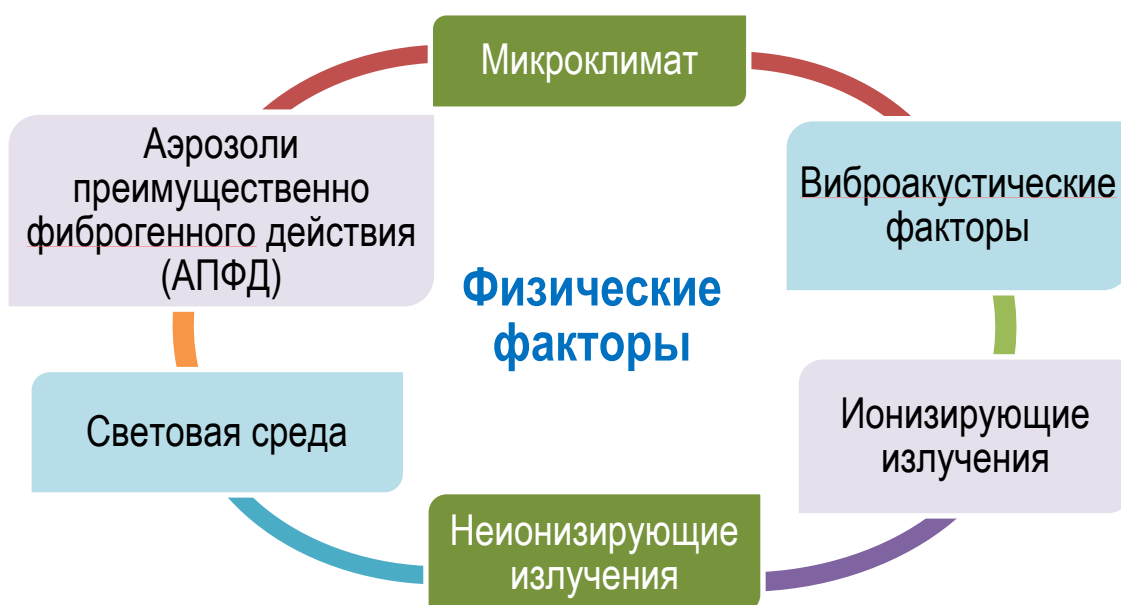 Микроклимат
Аэрозоли
преимущественно
фиброгенного действия
(АПФД)
Виброакустические
факторы
Физические
факторы
Световая среда
Ионизирующие
излучения
Неионизирующие
излучения